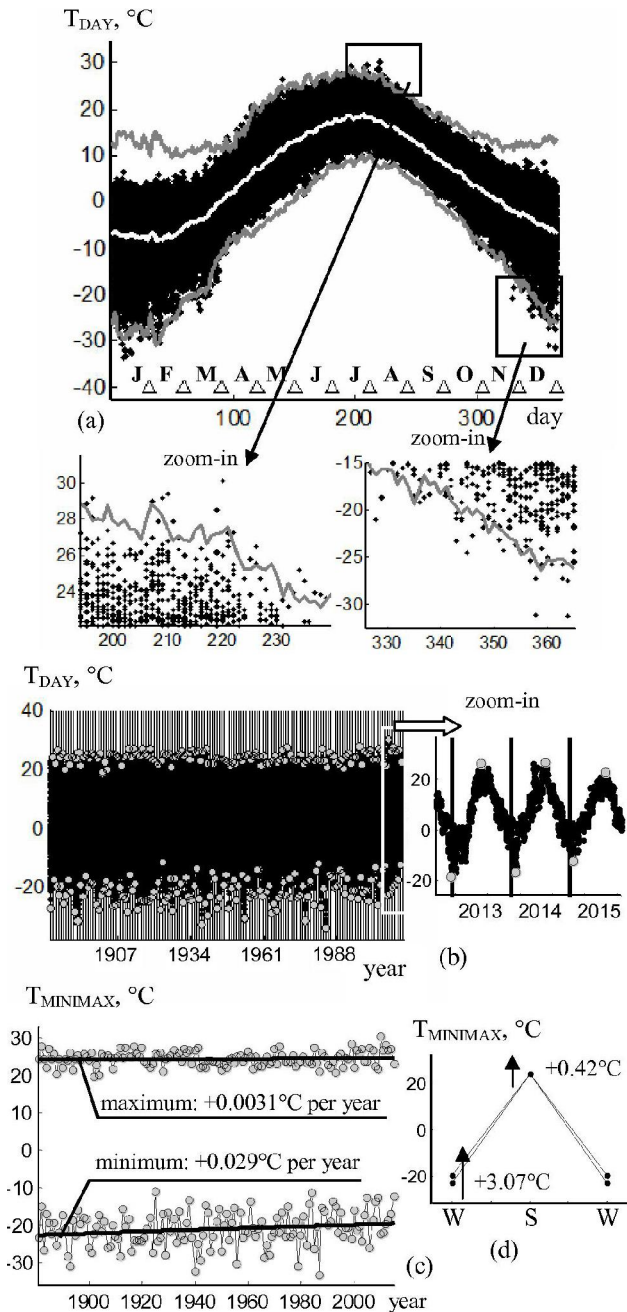 T_DAY, °C
30
20
10
0
-10
-20
-30
-40
J F M A M J J A S O N D
(a) 100 200 300 day
zoom-in zoom-in
30
28
26
24
200 210 220 230
-15
-20
-25
-30
330 340 350 360
T_DAY, °C
zoom-in
40
20
0
-20
1907 1934 1961 1988
year
20
0
-20
2013 2014 2015
(b)
T_MINIMAX, °C
30
20
10
0
-10
-20
-30
maximum: +0.0031°C per year
minimum: +0.029°C per year
1900 1920 1940 1960 1980 2000 year
(c)
T_MINIMAX, °C
20
0
-20
+0.42°C
+3.07°C
W S W
(d)